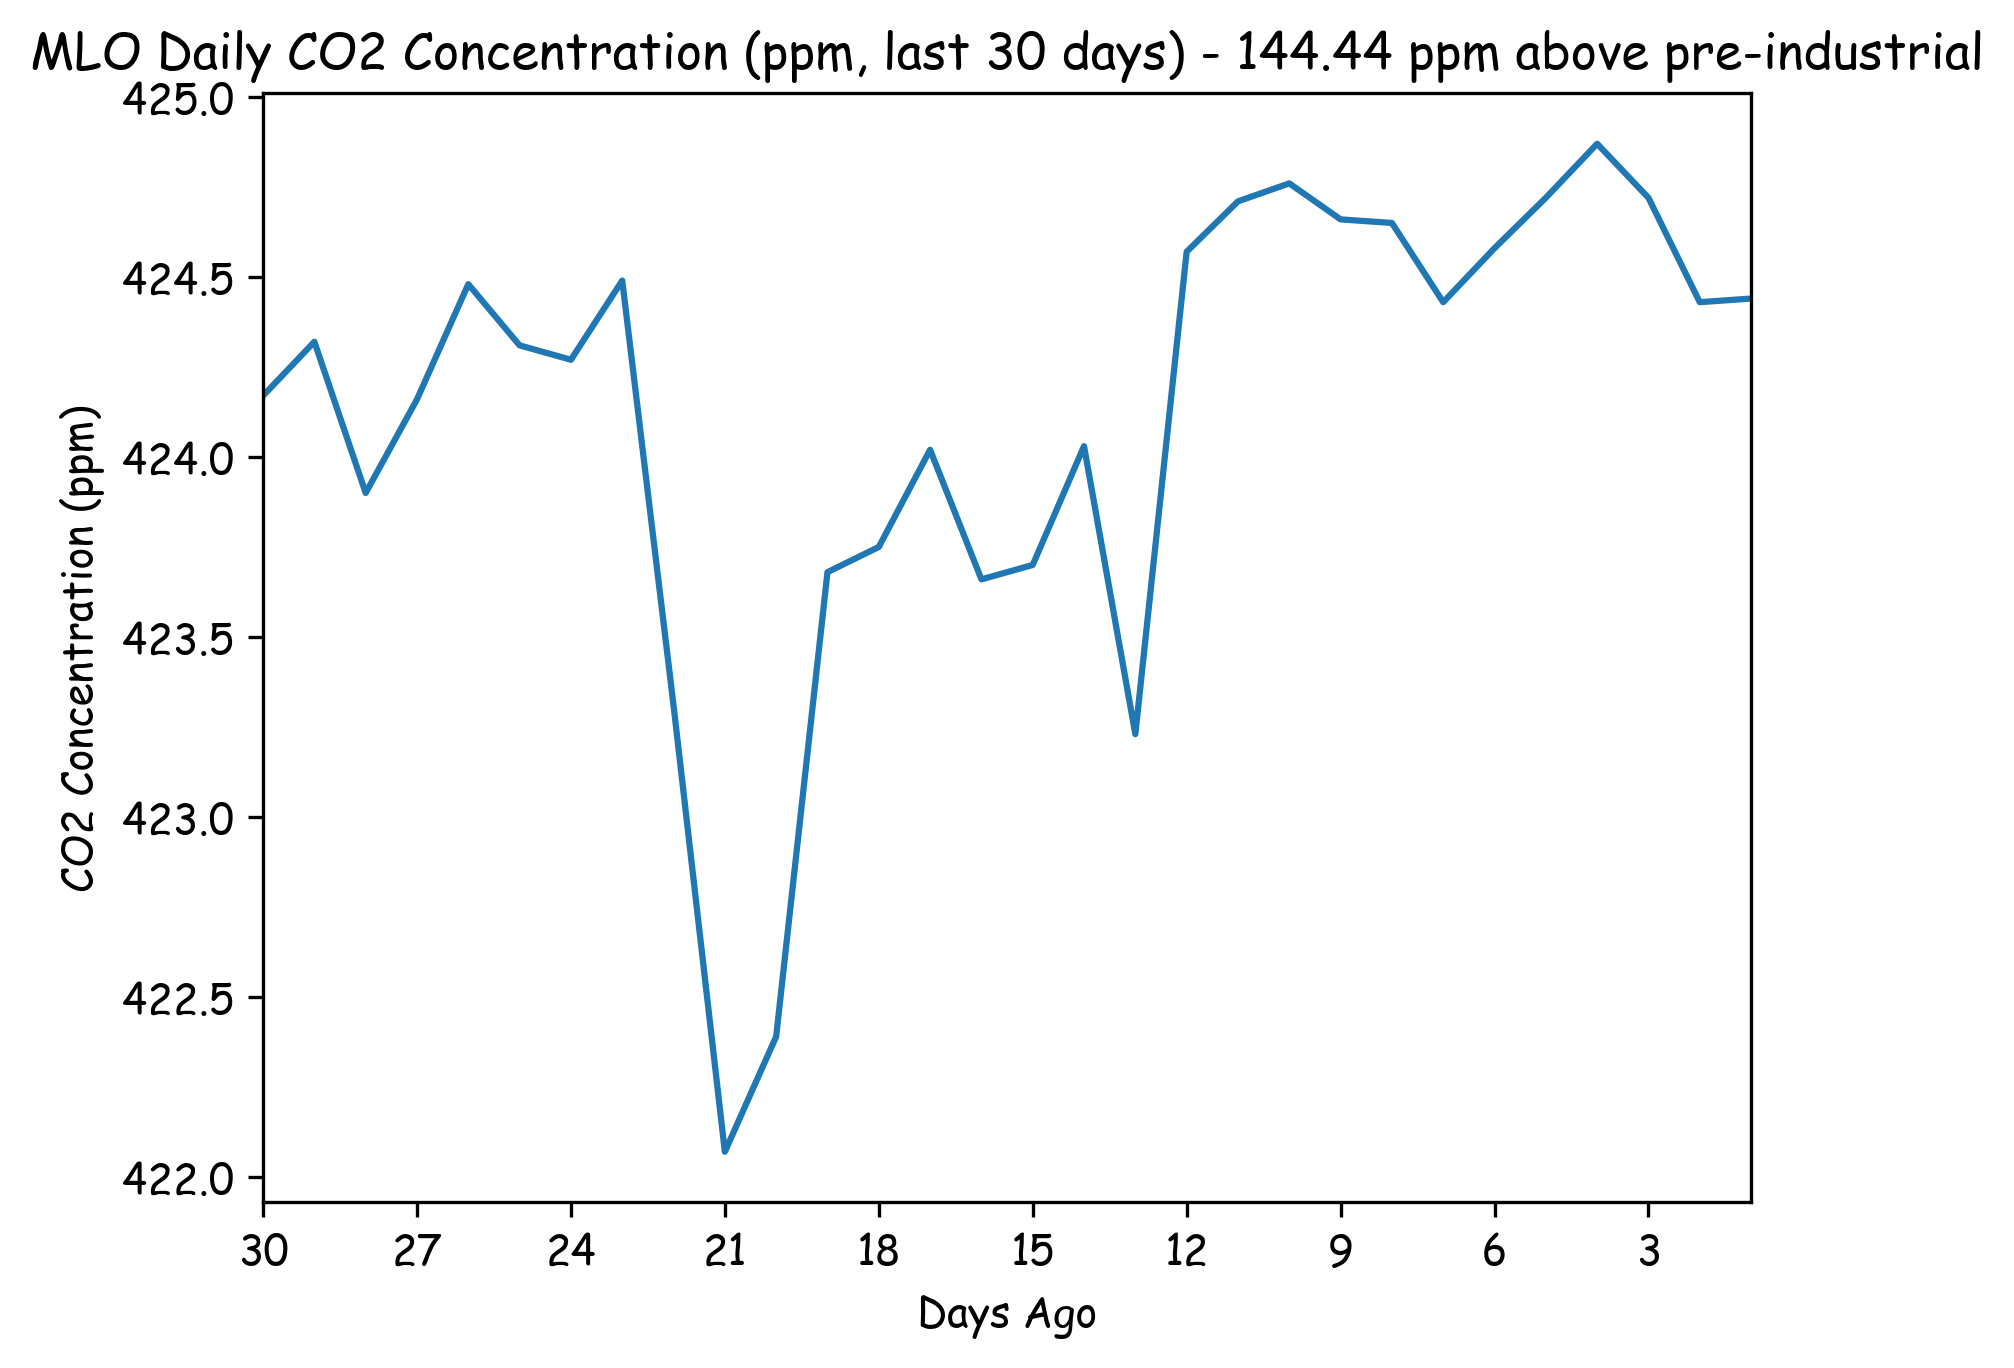 MLO Daily CO2 Concentration (ppm, last 30 days) - 144.44 ppm above pre-industrial
425.0
424.5
424.0
423.5
423.0
422.5
422.0
CO2 Concentration (ppm)
30 27 24 21 18 15 12 9 6 3
Days Ago